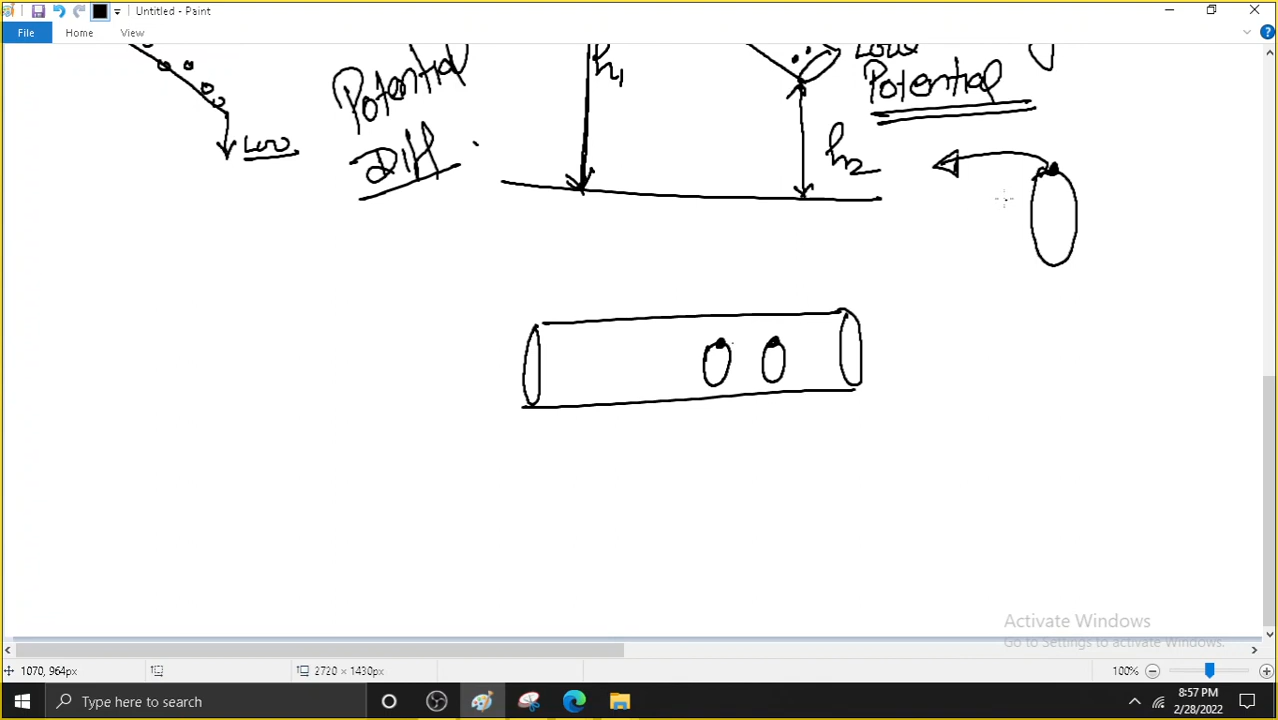 Untitled - Paint
File Home View
h1
Low
Potential
Potential
Diff
Low
h2
Activate Windows
Go to Settings to activate Windows.
1070, 964px
2720 × 1430px
100%
Type here to search
8:57 PM
2/28/2022